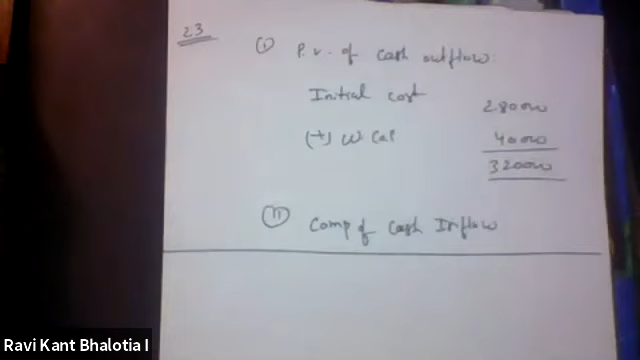 23
(i) P.V. of Cash outflow:
Initial cost 280000
(+) W Cap 40000
320000
(ii) Comp of Cash Inflow
Ravi Kant Bhalotia I